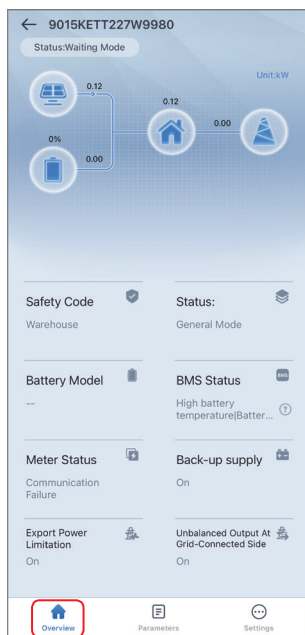 9015KETT227W9980
Status:Waiting Mode
Unit:kW
0.12
0.12
0.00
0%
0.00
Safety Code
Warehouse
Status:
General Mode
Battery Model
--
BMS Status
BMS
High battery
temperature|Batter...
?
Meter Status
Communication
Failure
Back-up supply
On
Export Power
Limitation
On
Unbalanced Output At
Grid-Connected Side
On
Overview
Parameters
Settings